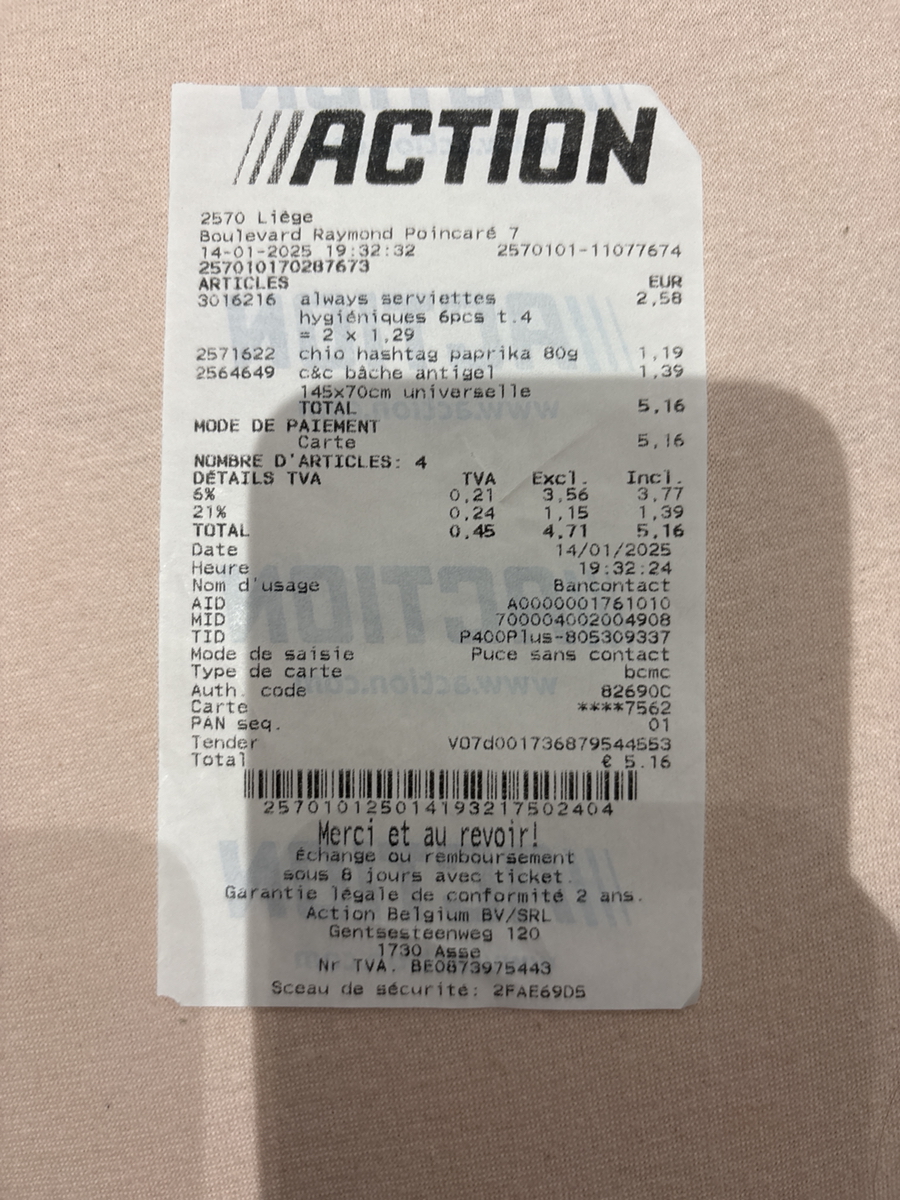 ACTION
2570 Liège
Boulevard Raymond Poincaré 7
14-01-2025 19:32:32 2570101-11077674
257010170287673
ARTICLES EUR
3016216 always serviettes 2,58
hygiéniques 6pcs t.4
= 2 x 1,29
2571622 chio hashtag paprika 80g 1,19
2564649 c&c bâche antigel 1,39
145x70cm universelle
TOTAL 5,16
MODE DE PAIEMENT
Carte 5,16
NOMBRE D'ARTICLES: 4
DÉTAILS TVA TVA Excl. Incl.
6% 0,21 3,56 3,77
21% 0,24 1,15 1,39
TOTAL 0,45 4,71 5,16
Date 14/01/2025
Heure 19:32:24
Nom d'usage Bancontact
AID A0000001761010
MID 700004002004908
TID P400Plus-805309337
Mode de saisie Puce sans contact
Type de carte bcmc
Auth. code 82690C
Carte ****7562
PAN seq. 01
Tender V07d001736879544553
Total € 5.16
257010125014193217502404
Merci et au revoir!
Échange ou remboursement
sous 8 jours avec ticket.
Garantie légale de conformité 2 ans.
Action Belgium BV/SRL
Gentsesteenweg 120
1730 Asse
Nr TVA. BE0873975443
Sceau de sécurité: 2FAE69D5